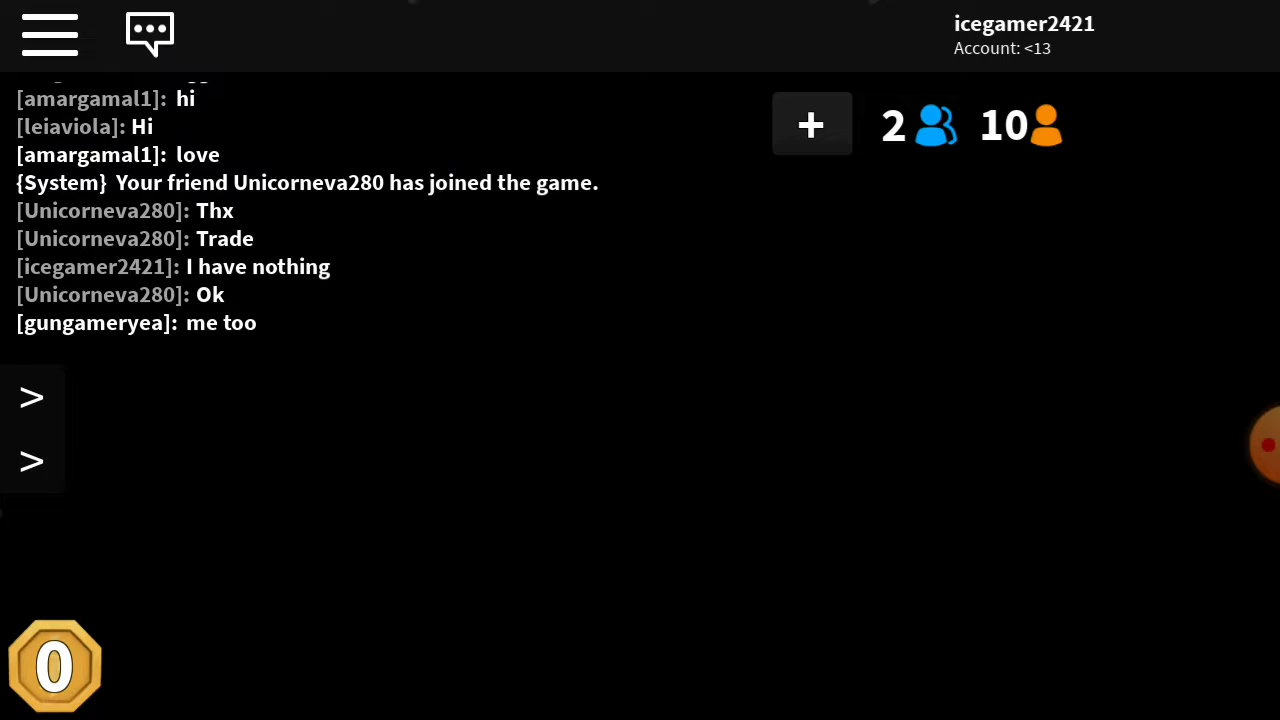 icegamer2421
Account: <13
[amargamal1]: hi
[leiaviola]: Hi
[amargamal1]: love
{System} Your friend Unicorneva280 has joined the game.
[Unicorneva280]: Thx
[Unicorneva280]: Trade
[icegamer2421]: I have nothing
[Unicorneva280]: Ok
[gungameryea]: me too
+ 2 10
>
>
0